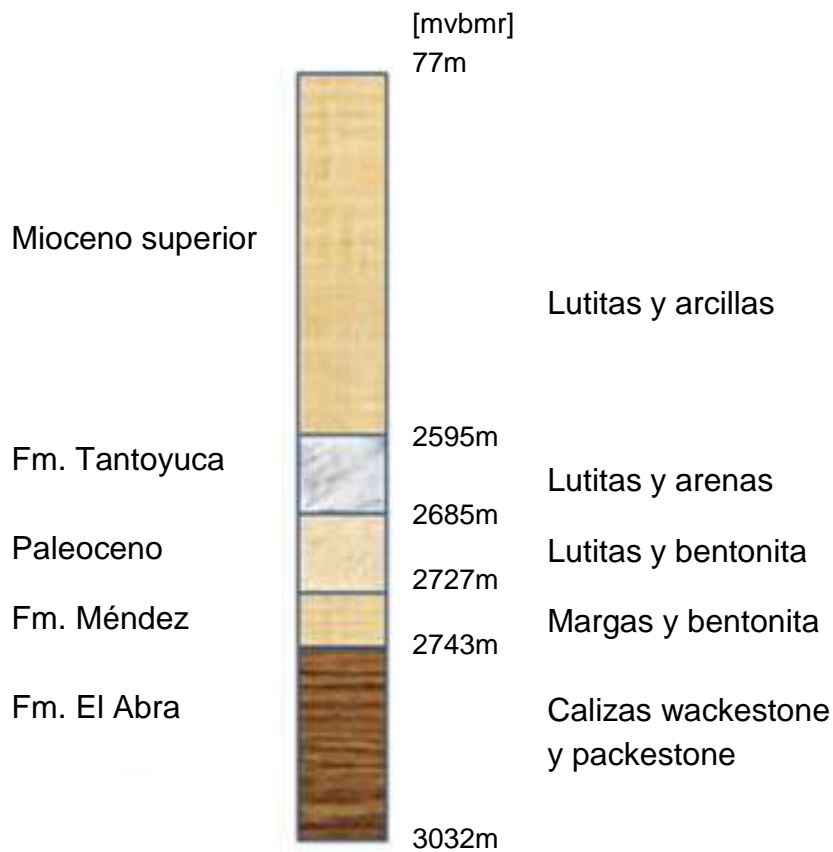 [mvbmr]
77m
Mioceno superior
Lutitas y arcillas
2595m
Fm. Tantoyuca
Lutitas y arenas
2685m
Paleoceno
Lutitas y bentonita
2727m
Fm. Méndez
Margas y bentonita
2743m
Fm. El Abra
Calizas wackestone
y packestone
3032m